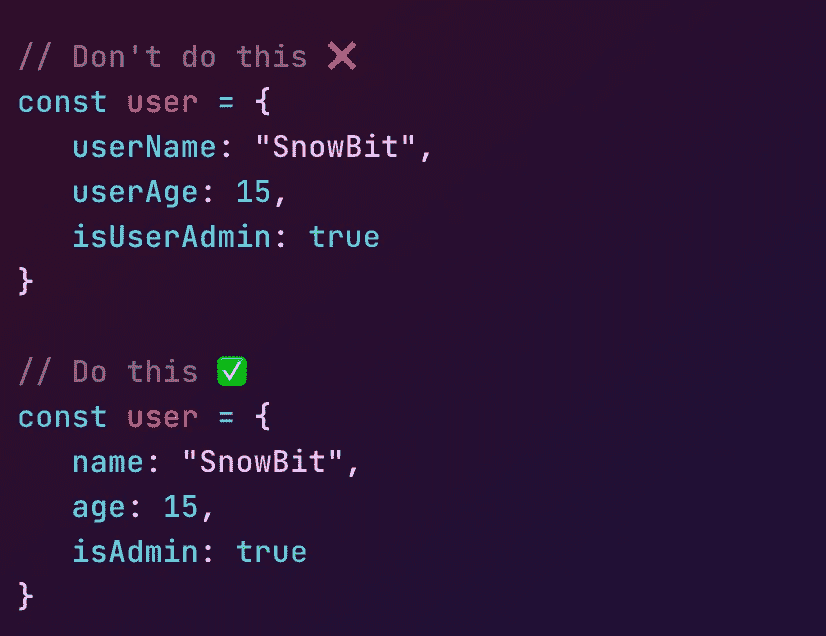 // Don't do this ❌
const user = {
   userName: "SnowBit",
   userAge: 15,
   isUserAdmin: true
}
// Do this ✅
const user = {
   name: "SnowBit",
   age: 15,
   isAdmin: true
}